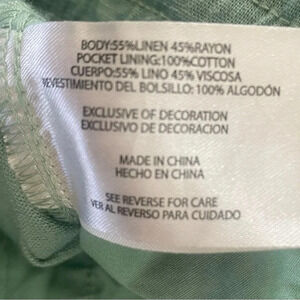 BODY:55%LINEN 45%RAYON
POCKET LINING:100%COTTON
CUERPO:55% LINO 45% VISCOSA
REVESTIMIENTO DEL BOLSILLO: 100% ALGODÓN
EXCLUSIVE OF DECORATION
EXCLUSIVO DE DECORACION
MADE IN CHINA
HECHO EN CHINA
SEE REVERSE FOR CARE
VER AL REVERSO PARA CUIDADO